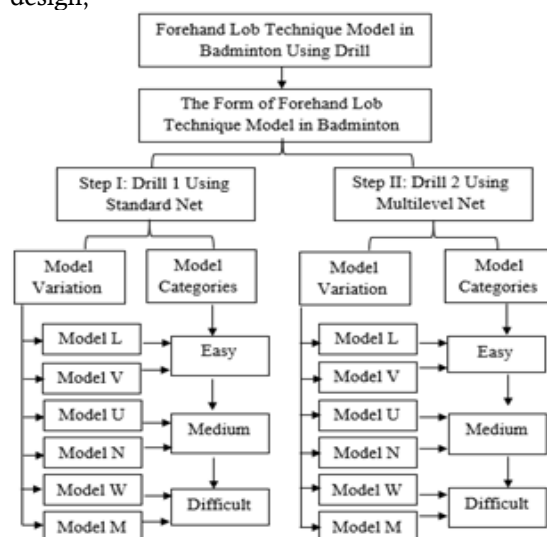 design,
Forehand Lob Technique Model in
Badminton Using Drill
The Form of Forehand Lob
Technique Model in Badminton
Step I: Drill 1 Using
Standard Net
Step II: Drill 2 Using
Multilevel Net
Model
Variation
Model
Categories
Model
Variation
Model
Categories
Model L
Model V
Model U
Model N
Model W
Model M
Easy
Medium
Difficult
Model L
Model V
Model U
Model N
Model W
Model M
Easy
Medium
Difficult